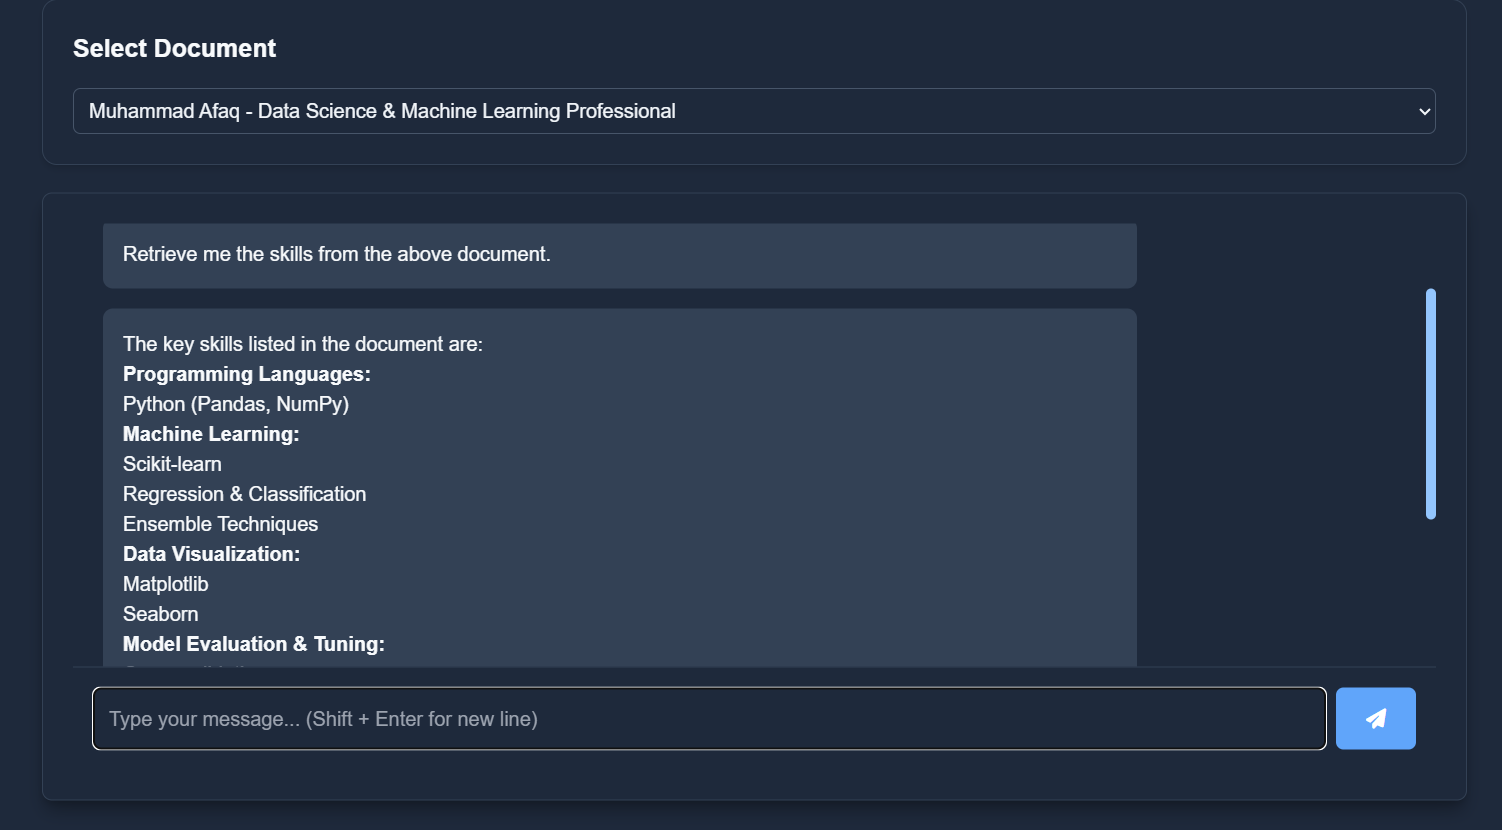 Select Document
Muhammad Afaq - Data Science & Machine Learning Professional
Retrieve me the skills from the above document.
The key skills listed in the document are:
Programming Languages:
Python (Pandas, NumPy)
Machine Learning:
Scikit-learn
Regression & Classification
Ensemble Techniques
Data Visualization:
Matplotlib
Seaborn
Model Evaluation & Tuning:
Type your message... (Shift + Enter for new line)